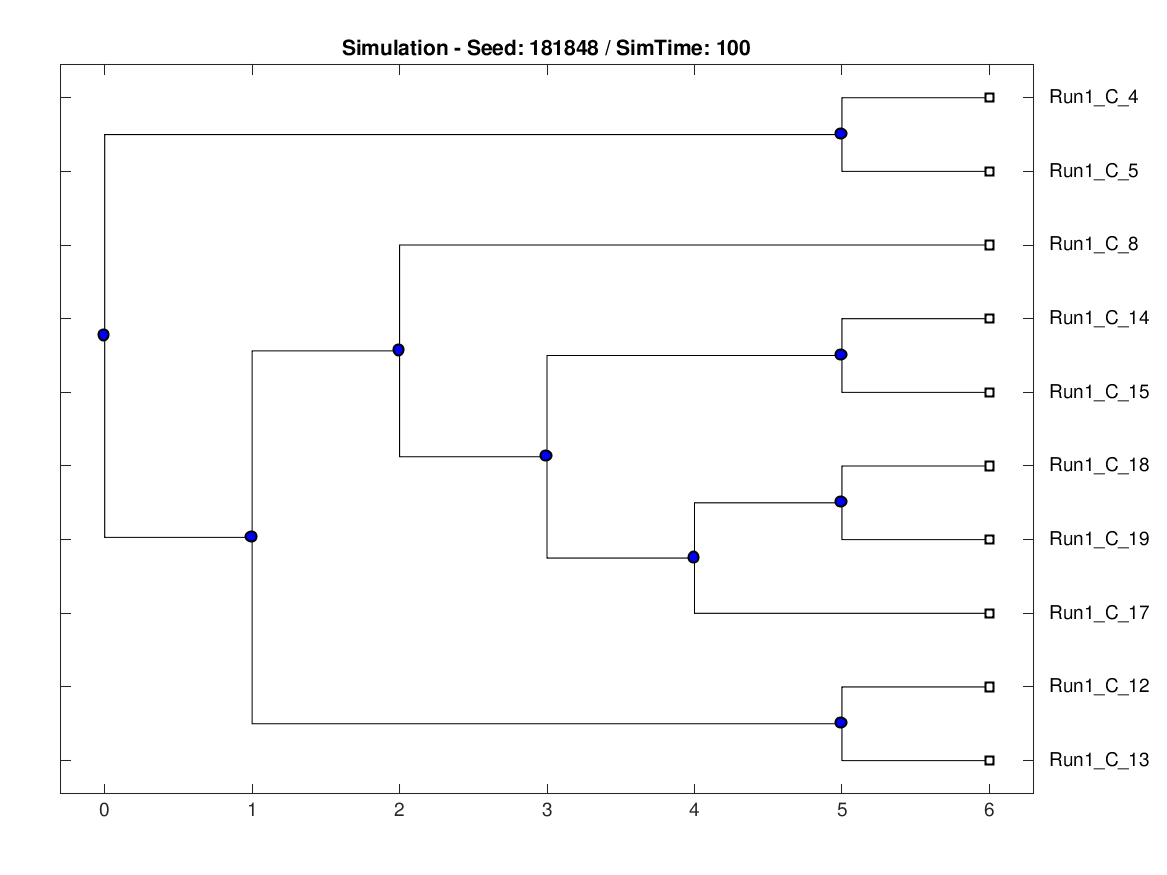 Simulation - Seed: 181848 / SimTime: 100
Run1_C_4
Run1_C_5
Run1_C_8
Run1_C_14
Run1_C_15
Run1_C_18
Run1_C_19
Run1_C_17
Run1_C_12
Run1_C_13
0 1 2 3 4 5 6